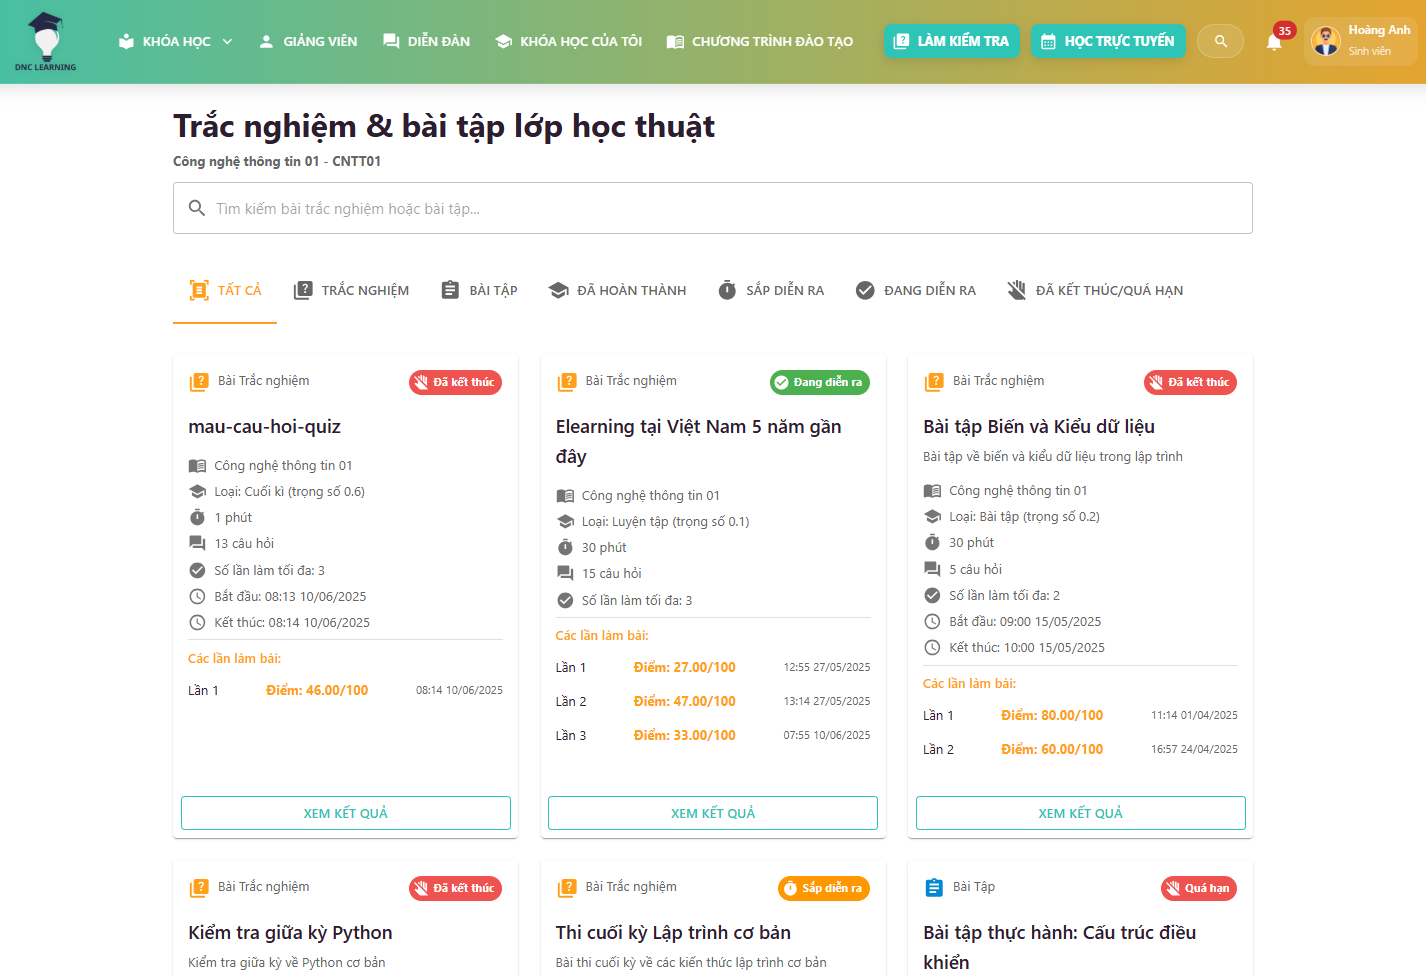 DNC LEARNING
KHÓA HỌC
GIẢNG VIÊN
DIỄN ĐÀN
KHÓA HỌC CỦA TÔI
CHƯƠNG TRÌNH ĐÀO TẠO
LÀM KIỂM TRA
HỌC TRỰC TUYẾN
35
Hoàng Anh
Sinh viên
Trắc nghiệm & bài tập lớp học thuật
Công nghệ thông tin 01 - CNTT01
Tìm kiếm bài trắc nghiệm hoặc bài tập...
TẤT CẢ
TRẮC NGHIỆM
BÀI TẬP
ĐÃ HOÀN THÀNH
SẮP DIỄN RA
ĐANG DIỄN RA
ĐÃ KẾT THÚC/QUÁ HẠN
Bài Trắc nghiệm
Đã kết thúc
mau-cau-hoi-quiz
Công nghệ thông tin 01
Loại: Cuối kì (trọng số 0.6)
1 phút
13 câu hỏi
Số lần làm tối đa: 3
Bắt đầu: 08:13 10/06/2025
Kết thúc: 08:14 10/06/2025
Các lần làm bài:
Lần 1 Điểm: 46.00/100 08:14 10/06/2025
XEM KẾT QUẢ
Bài Trắc nghiệm
Đang diễn ra
Elearning tại Việt Nam 5 năm gần
đây
Công nghệ thông tin 01
Loại: Luyện tập (trọng số 0.1)
30 phút
15 câu hỏi
Số lần làm tối đa: 3
Các lần làm bài:
Lần 1 Điểm: 27.00/100 12:55 27/05/2025
Lần 2 Điểm: 47.00/100 13:14 27/05/2025
Lần 3 Điểm: 33.00/100 07:55 10/06/2025
XEM KẾT QUẢ
Bài Trắc nghiệm
Đã kết thúc
Bài tập Biến và Kiểu dữ liệu
Bài tập về biến và kiểu dữ liệu trong lập trình
Công nghệ thông tin 01
Loại: Bài tập (trọng số 0.2)
30 phút
5 câu hỏi
Số lần làm tối đa: 2
Bắt đầu: 09:00 15/05/2025
Kết thúc: 10:00 15/05/2025
Các lần làm bài:
Lần 1 Điểm: 80.00/100 11:14 01/04/2025
Lần 2 Điểm: 60.00/100 16:57 24/04/2025
XEM KẾT QUẢ
Bài Trắc nghiệm
Đã kết thúc
Kiểm tra giữa kỳ Python
Kiểm tra giữa kỳ về Python cơ bản
Bài Trắc nghiệm
Sắp diễn ra
Thi cuối kỳ Lập trình cơ bản
Bài thi cuối kỳ về các kiến thức lập trình cơ bản
Bài Tập
Quá hạn
Bài tập thực hành: Cấu trúc điều
khiển